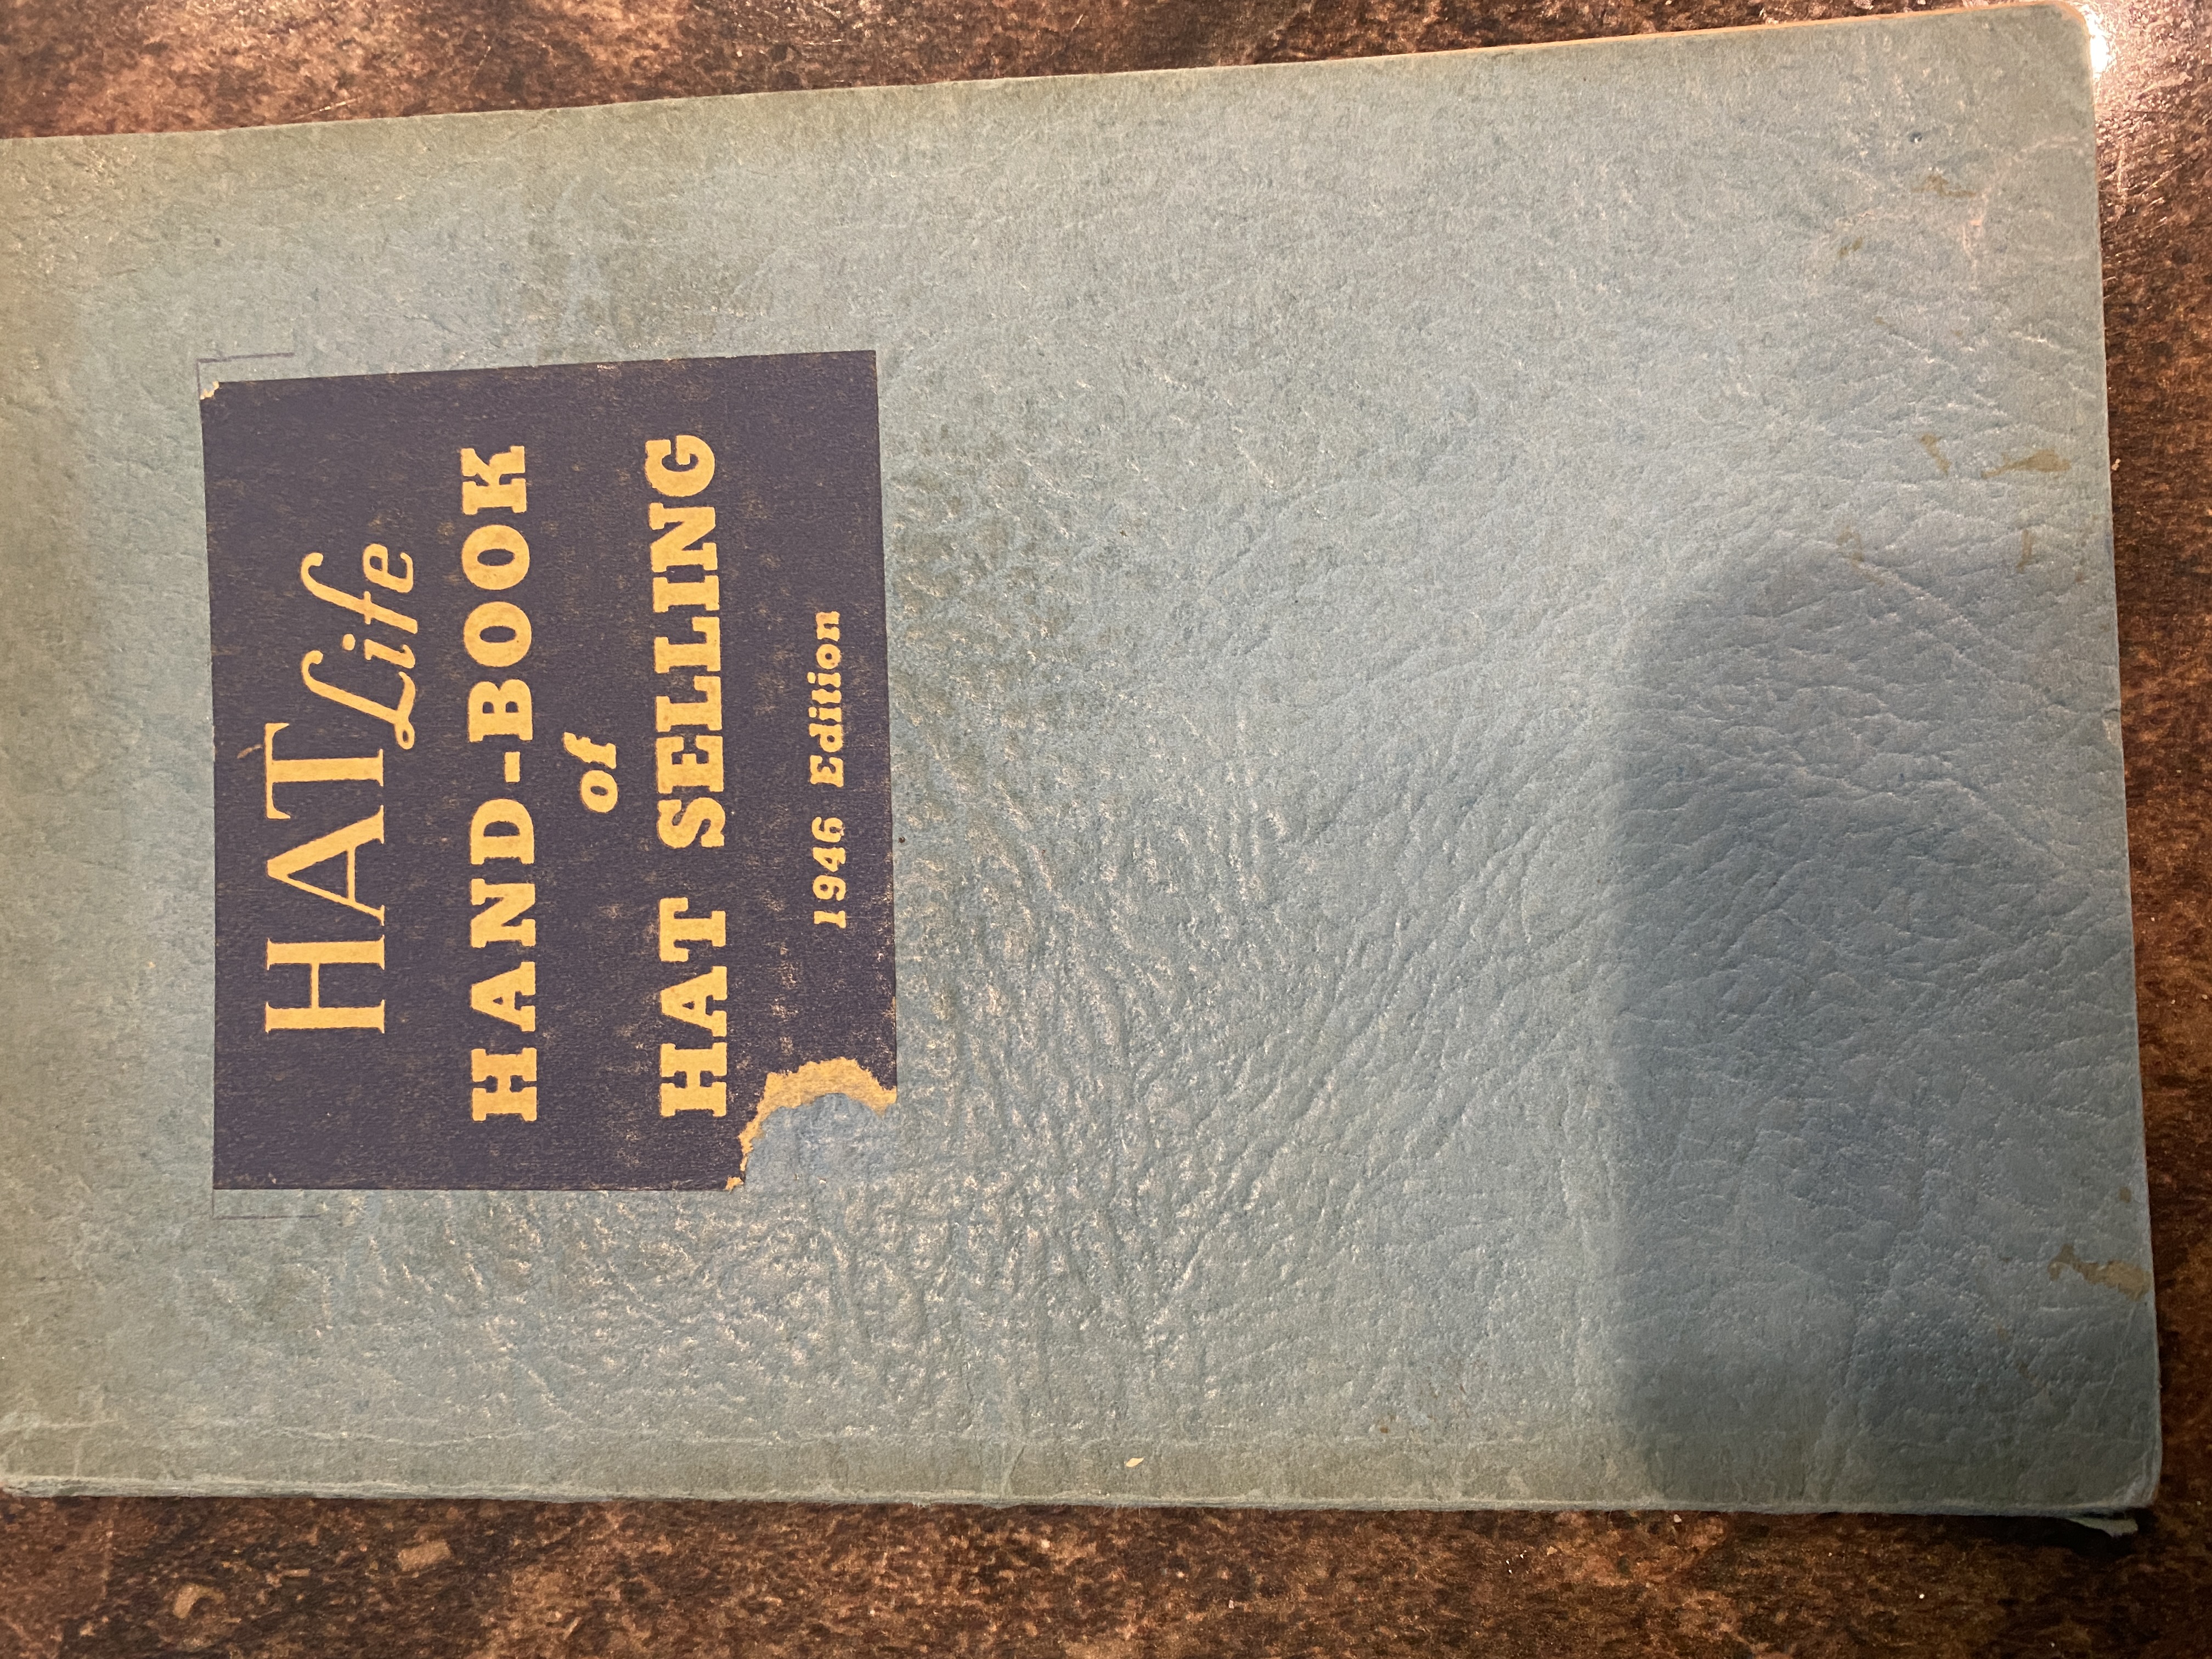 HAT Life
HAND-BOOK
of
HAT SELLING
1946 Edition